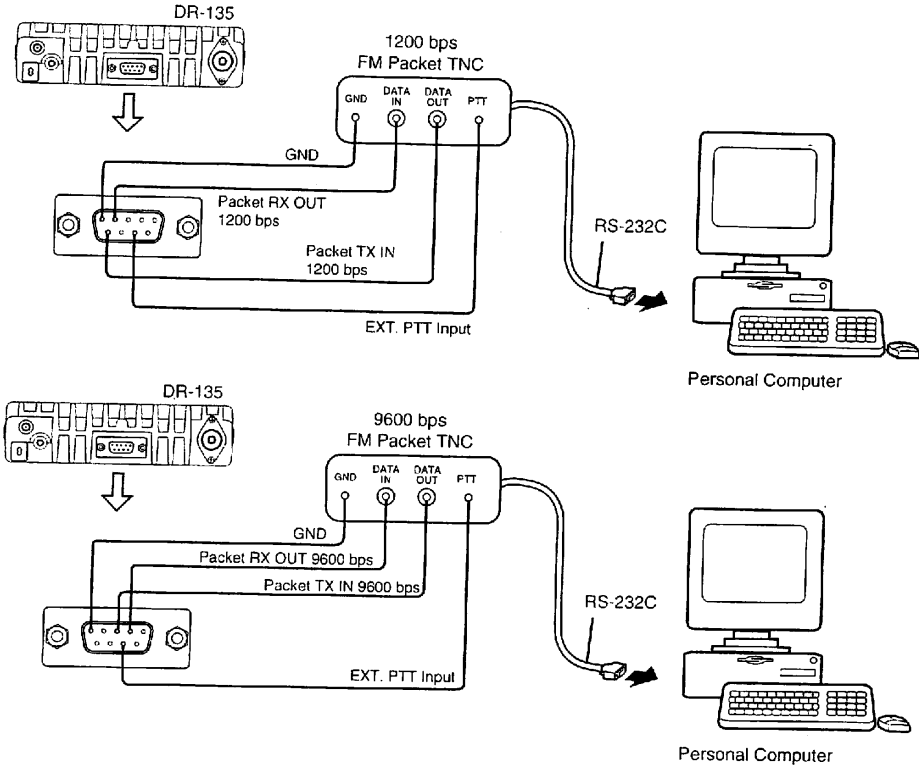 DR-135
1200 bps
FM Packet TNC
GND
DATA
IN
DATA
OUT
PTT
GND
Packet RX OUT
1200 bps
Packet TX IN
1200 bps
EXT. PTT Input
RS-232C
Personal Computer
DR-135
9600 bps
FM Packet TNC
GND
DATA
IN
DATA
OUT
PTT
GND
Packet RX OUT 9600 bps
Packet TX IN 9600 bps
EXT. PTT Input
RS-232C
Personal Computer